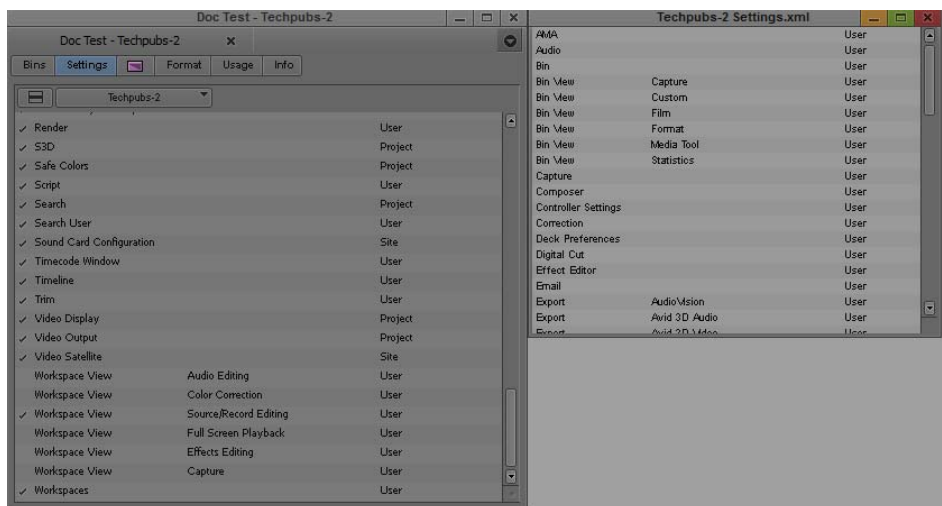 Doc Test - Techpubs-2
Doc Test - Techpubs-2
Bins Settings Format Usage Info
Techpubs-2
Render User
S3D Project
Safe Colors Project
Script User
Search Project
Search User User
Sound Card Configuration Site
Timecode Window User
Timeline User
Trim User
Video Display Project
Video Output Project
Video Satellite Site
Workspace View Audio Editing User
Workspace View Color Correction User
Workspace View Source/Record Editing User
Workspace View Full Screen Playback User
Workspace View Effects Editing User
Workspace View Capture User
Workspaces User
Techpubs-2 Settings.xml
AMA User
Audio User
Bin User
Bin View Capture User
Bin View Custom User
Bin View Film User
Bin View Format User
Bin View Media Tool User
Bin View Statistics User
Capture User
Composer User
Controller Settings User
Correction User
Deck Preferences User
Digital Cut User
Effect Editor User
Email User
Export AudioVision User
Export Avid 3D Audio User
Export Avid 3D Video User